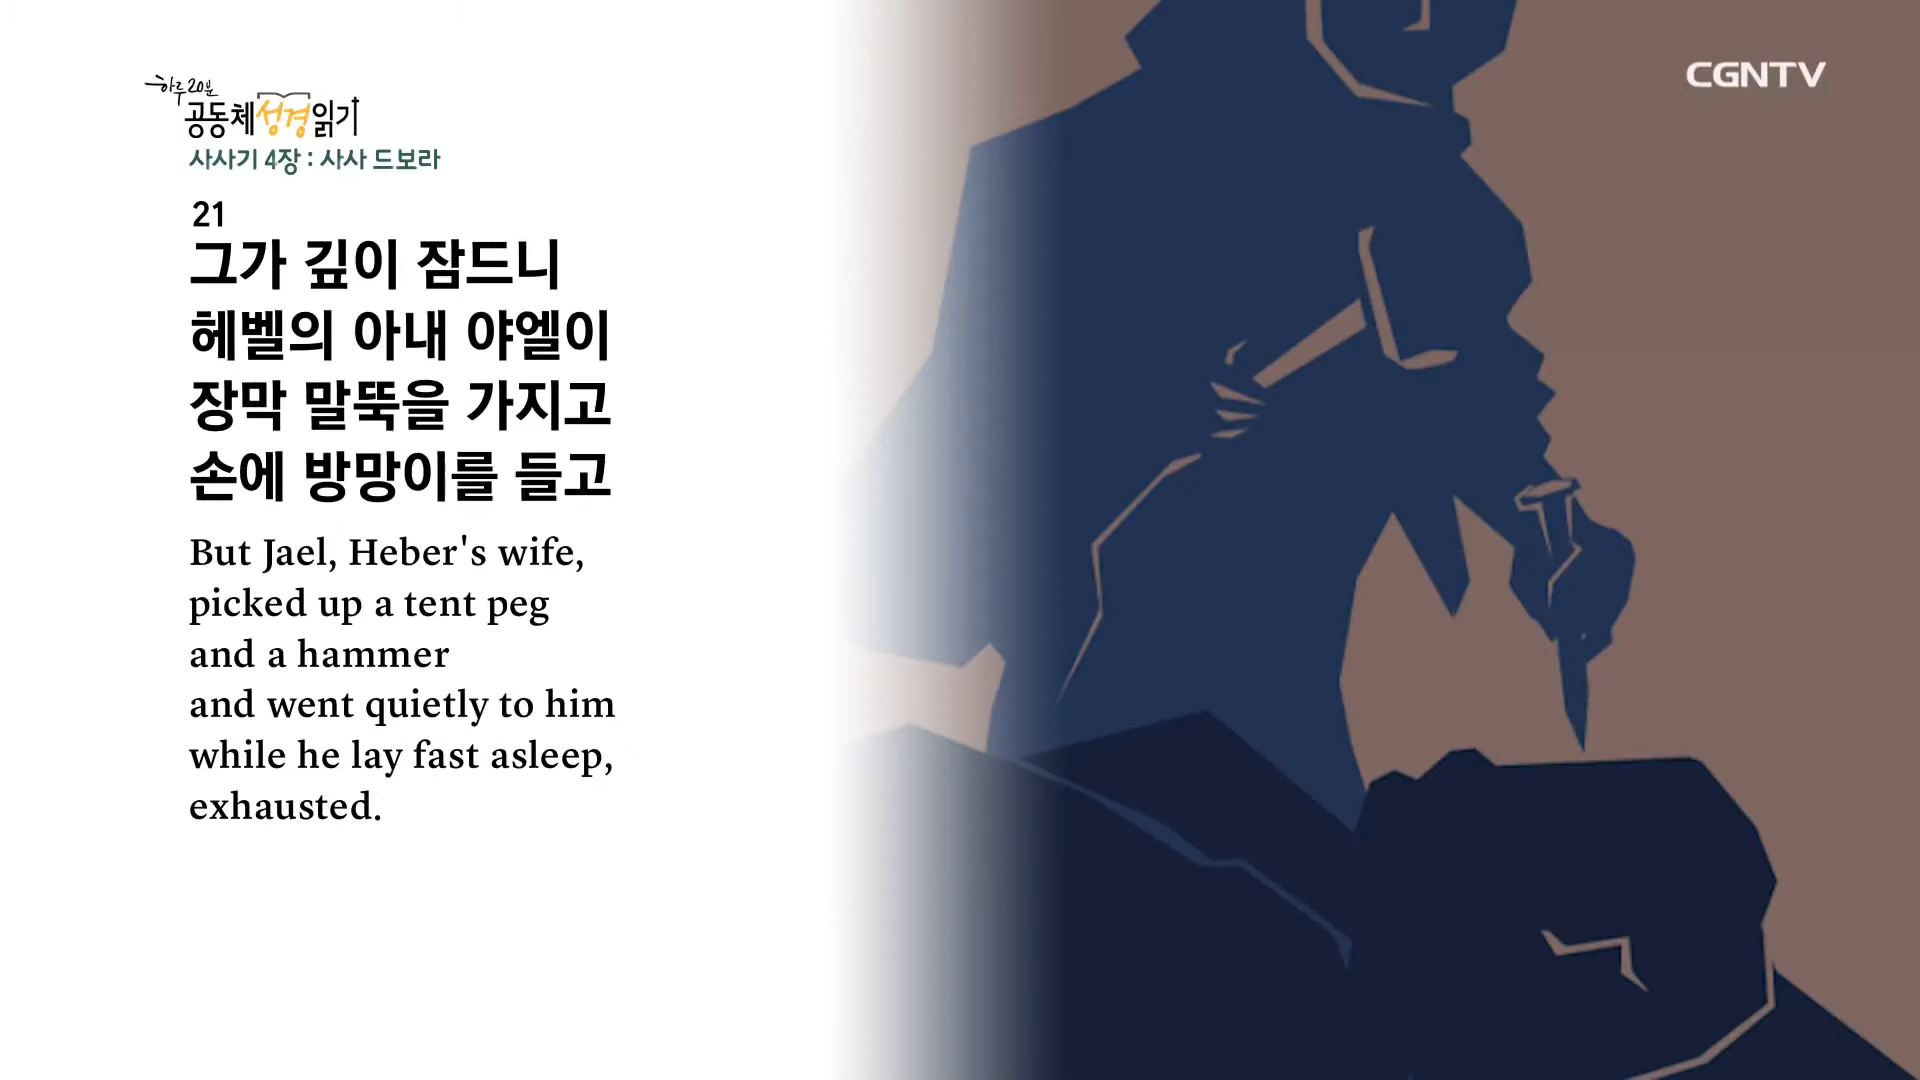 하루 20분
공동체성경읽기
사사기 4장 : 사사 드보라
21
그가 깊이 잠드니
헤벨의 아내 야엘이
장막 말뚝을 가지고
손에 방망이를 들고
But Jael, Heber's wife,
picked up a tent peg
and a hammer
and went quietly to him
while he lay fast asleep,
exhausted.
CGNTV